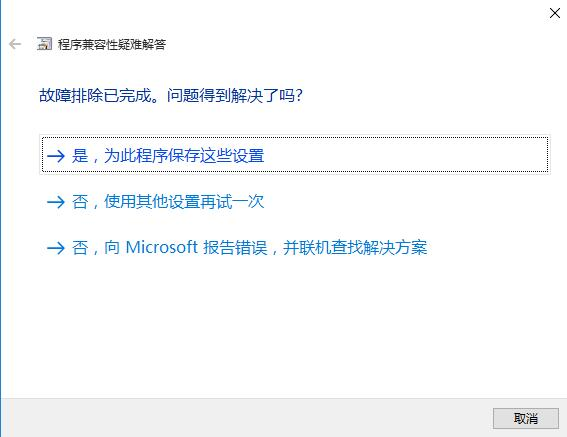 程序兼容性疑难解答
故障排除已完成。问题得到解决了吗?
是，为此程序保存这些设置
否，使用其他设置再试一次
否，向 Microsoft 报告错误，并联机查找解决方案
取消